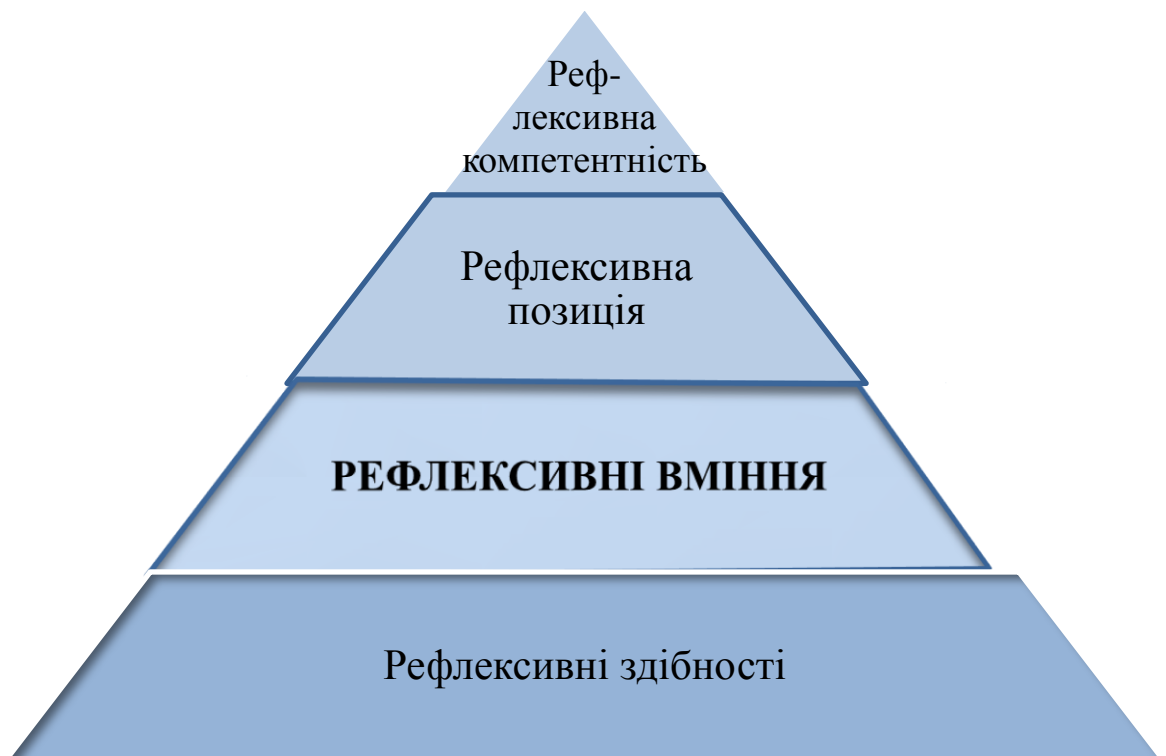 Реф-
лексивна
компетентність
Рефлексивна
позиція
РЕФЛЕКСИВНІ ВМІННЯ
Рефлексивні здібності